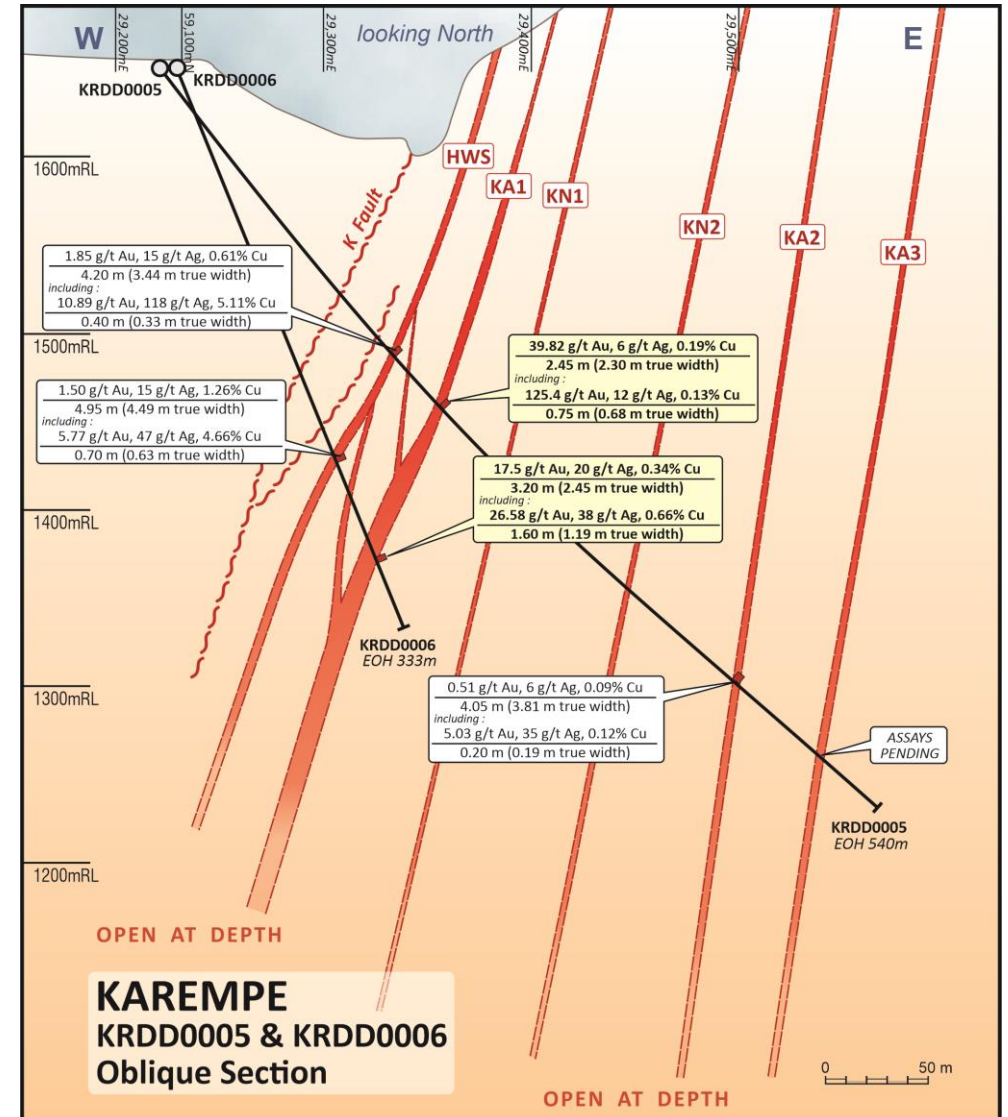 29,200mE
59,100mN
29,300mE
29,400mE
29,500mE
W
looking North
E
KRDD0005
KRDD0006
1600mRL
1500mRL
1400mRL
1300mRL
1200mRL
K Fault
HWS
KA1
KN1
KN2
KA2
KA3
1.85 g/t Au, 15 g/t Ag, 0.61% Cu
4.20 m (3.44 m true width)
including :
10.89 g/t Au, 118 g/t Ag, 5.11% Cu
0.40 m (0.33 m true width)
39.82 g/t Au, 6 g/t Ag, 0.19% Cu
2.45 m (2.30 m true width)
including :
125.4 g/t Au, 12 g/t Ag, 0.13% Cu
0.75 m (0.68 m true width)
1.50 g/t Au, 15 g/t Ag, 1.26% Cu
4.95 m (4.49 m true width)
including :
5.77 g/t Au, 47 g/t Ag, 4.66% Cu
0.70 m (0.63 m true width)
17.5 g/t Au, 20 g/t Ag, 0.34% Cu
3.20 m (2.45 m true width)
including :
26.58 g/t Au, 38 g/t Ag, 0.66% Cu
1.60 m (1.19 m true width)
KRDD0006
EOH 333m
0.51 g/t Au, 6 g/t Ag, 0.09% Cu
4.05 m (3.81 m true width)
including :
5.03 g/t Au, 35 g/t Ag, 0.12% Cu
0.20 m (0.19 m true width)
ASSAYS
PENDING
KRDD0005
EOH 540m
OPEN AT DEPTH
KAREMPE
KRDD0005 & KRDD0006
Oblique Section
0 50 m
OPEN AT DEPTH